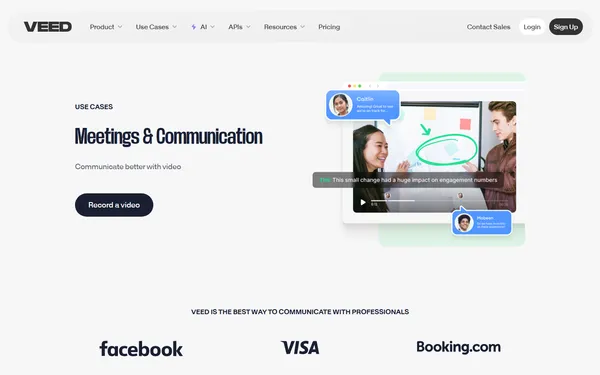 VEED
Product
Use Cases
AI
APIs
Resources
Pricing
Contact Sales
Login
Sign Up
USE CASES
Meetings & Communication
Communicate better with video
Record a video
Caitlin
This small change had a huge impact on engagement numbers
VEED IS THE BEST WAY TO COMMUNICATE WITH PROFESSIONALS
facebook
VISA
Booking.com